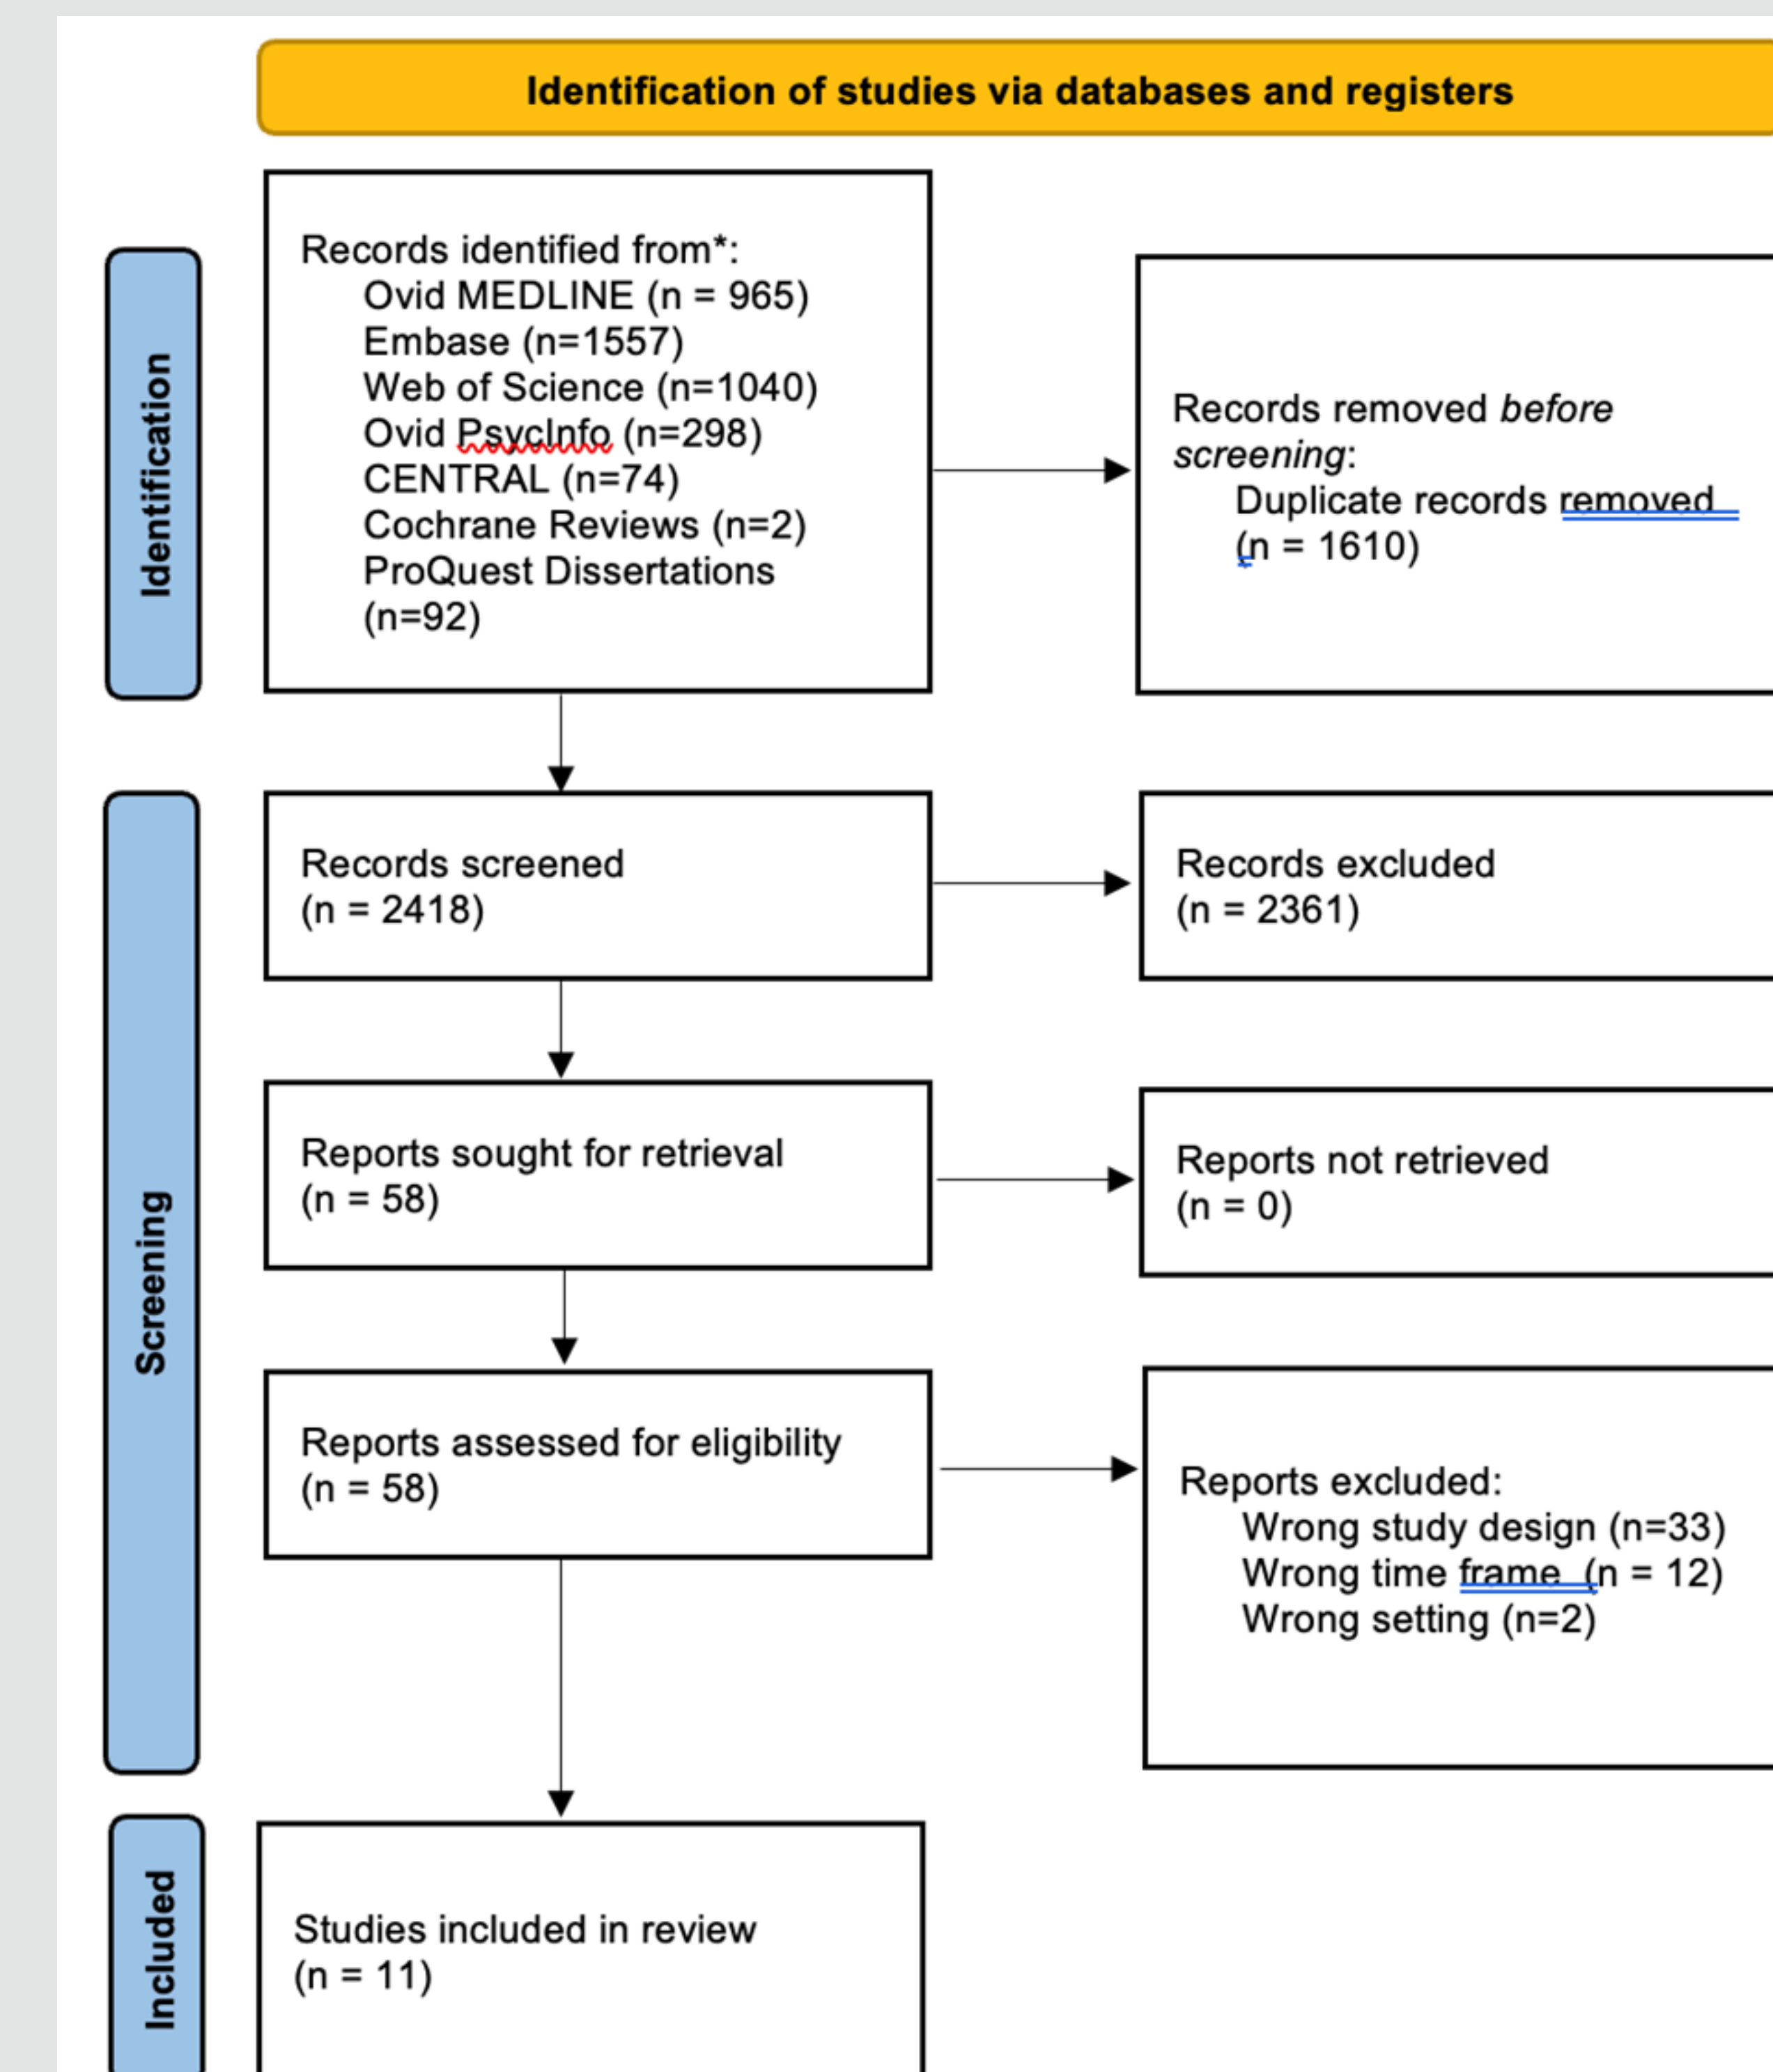 Identification of studies via databases and registers
Identification
Records identified from*:
Ovid MEDLINE (n = 965)
Embase (n=1557)
Web of Science (n=1040)
Ovid PsycInfo (n=298)
CENTRAL (n=74)
Cochrane Reviews (n=2)
ProQuest Dissertations
(n=92)
Records removed before
screening:
Duplicate records removed
(n = 1610)
Screening
Records screened
(n = 2418)
Records excluded
(n = 2361)
Reports sought for retrieval
(n = 58)
Reports not retrieved
(n = 0)
Reports assessed for eligibility
(n = 58)
Reports excluded:
Wrong study design (n=33)
Wrong time frame (n = 12)
Wrong setting (n=2)
Included
Studies included in review
(n = 11)